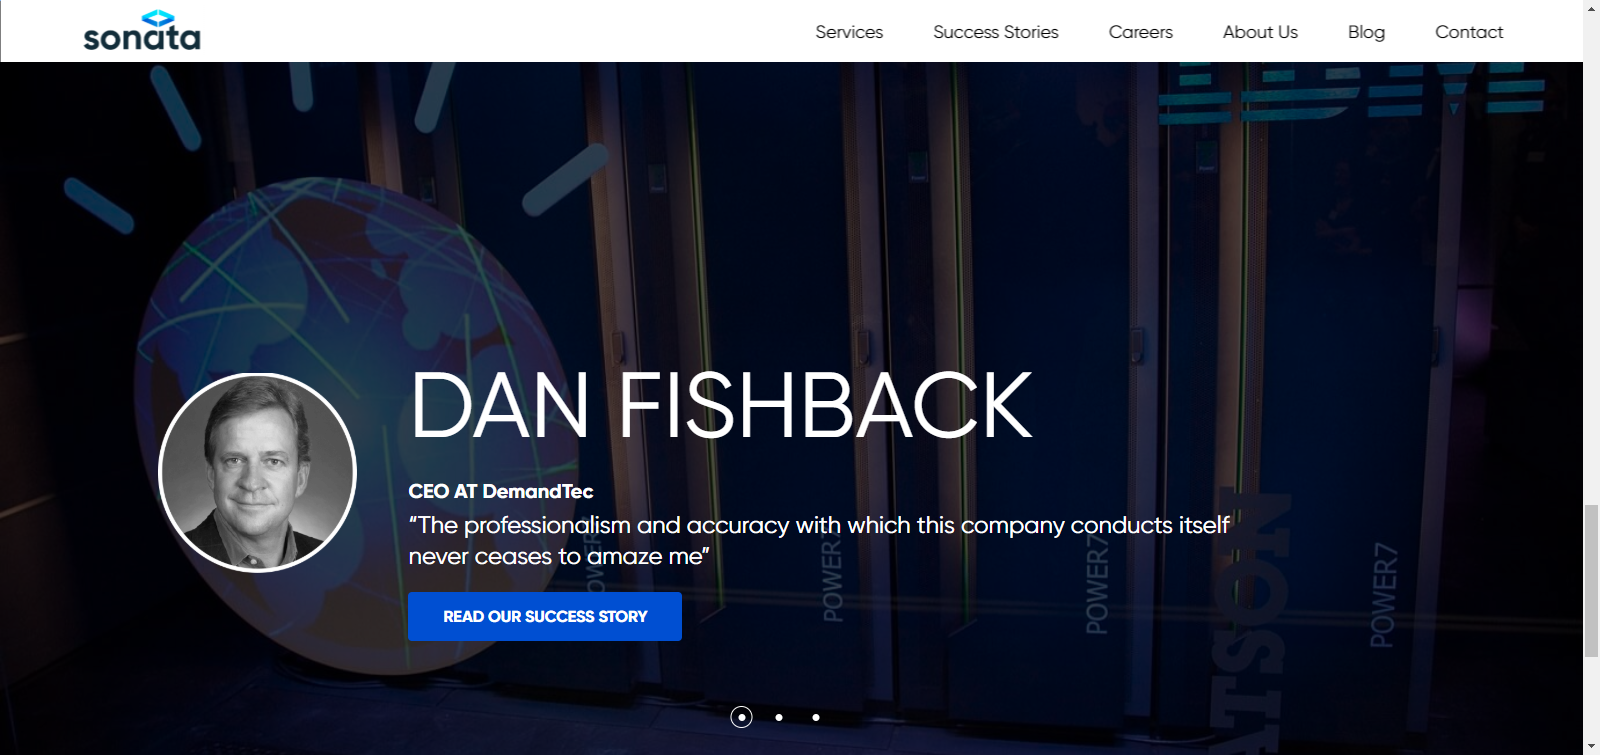 sonata
Services Success Stories Careers About Us Blog Contact
IBM
DAN FISHBACK
CEO AT DemandTec
“The professionalism and accuracy with which this company conducts itself
never ceases to amaze me”
READ OUR SUCCESS STORY
POWER7
POWER7
POWER7